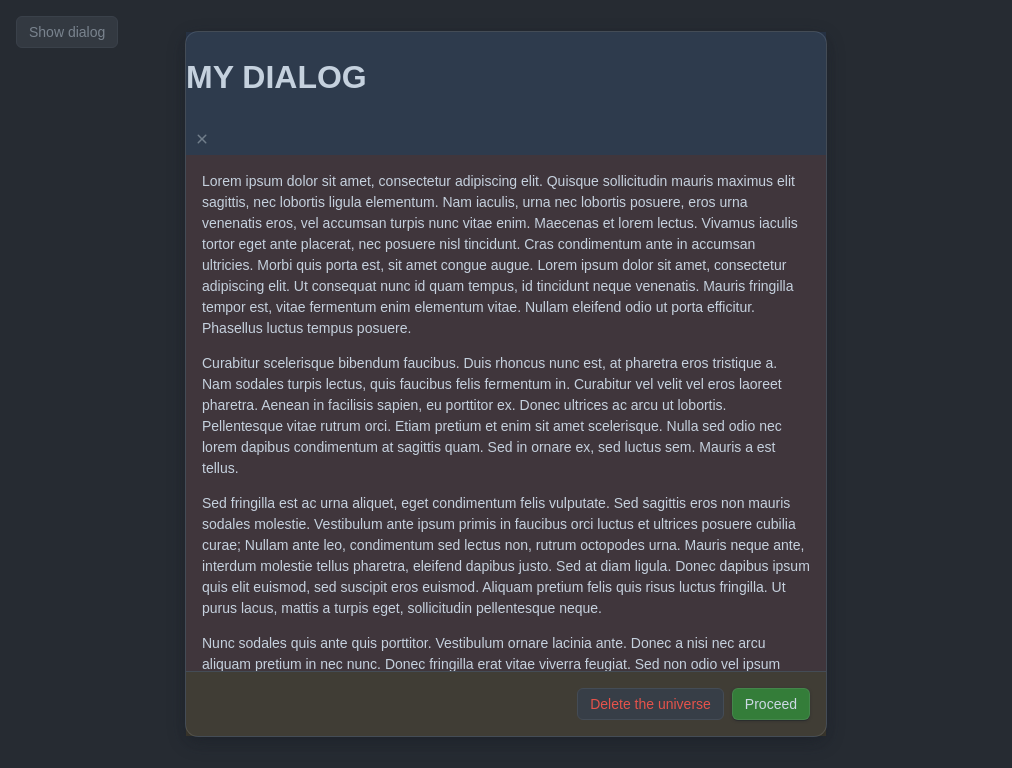 Show dialog
MY DIALOG
×
Lorem ipsum dolor sit amet, consectetur adipiscing elit. Quisque sollicitudin mauris maximus elit
sagittis, nec lobortis ligula elementum. Nam iaculis, urna nec lobortis posuere, eros urna
venenatis eros, vel accumsan turpis nunc vitae enim. Maecenas et lorem lectus. Vivamus iaculis
tortor eget ante placerat, nec posuere nisl tincidunt. Cras condimentum ante in accumsan
ultricies. Morbi quis porta est, sit amet congue augue. Lorem ipsum dolor sit amet, consectetur
adipiscing elit. Ut consequat nunc id quam tempus, id tincidunt neque venenatis. Mauris fringilla
tempor est, vitae fermentum enim elementum vitae. Nullam eleifend odio ut porta efficitur.
Phasellus luctus tempus posuere.
Curabitur scelerisque bibendum faucibus. Duis rhoncus nunc est, at pharetra eros tristique a.
Nam sodales turpis lectus, quis faucibus felis fermentum in. Curabitur vel velit vel eros laoreet
pharetra. Aenean in facilisis sapien, eu porttitor ex. Donec ultrices ac arcu ut lobortis.
Pellentesque vitae rutrum orci. Etiam pretium et enim sit amet scelerisque. Nulla sed odio nec
lorem dapibus condimentum at sagittis quam. Sed in ornare ex, sed luctus sem. Mauris a est
tellus.
Sed fringilla est ac urna aliquet, eget condimentum felis vulputate. Sed sagittis eros non mauris
sodales molestie. Vestibulum ante ipsum primis in faucibus orci luctus et ultrices posuere cubilia
curae; Nullam ante leo, condimentum sed lectus non, rutrum octopodes urna. Mauris neque ante,
interdum molestie tellus pharetra, eleifend dapibus justo. Sed at diam ligula. Donec dapibus ipsum
quis elit euismod, sed suscipit eros euismod. Aliquam pretium felis quis risus luctus fringilla. Ut
purus lacus, mattis a turpis eget, sollicitudin pellentesque neque.
Nunc sodales quis ante quis porttitor. Vestibulum ornare lacinia ante. Donec a nisi nec arcu
aliquam pretium in nec nunc. Donec fringilla erat vitae viverra feugiat. Sed non odio vel ipsum
Delete the universe
Proceed